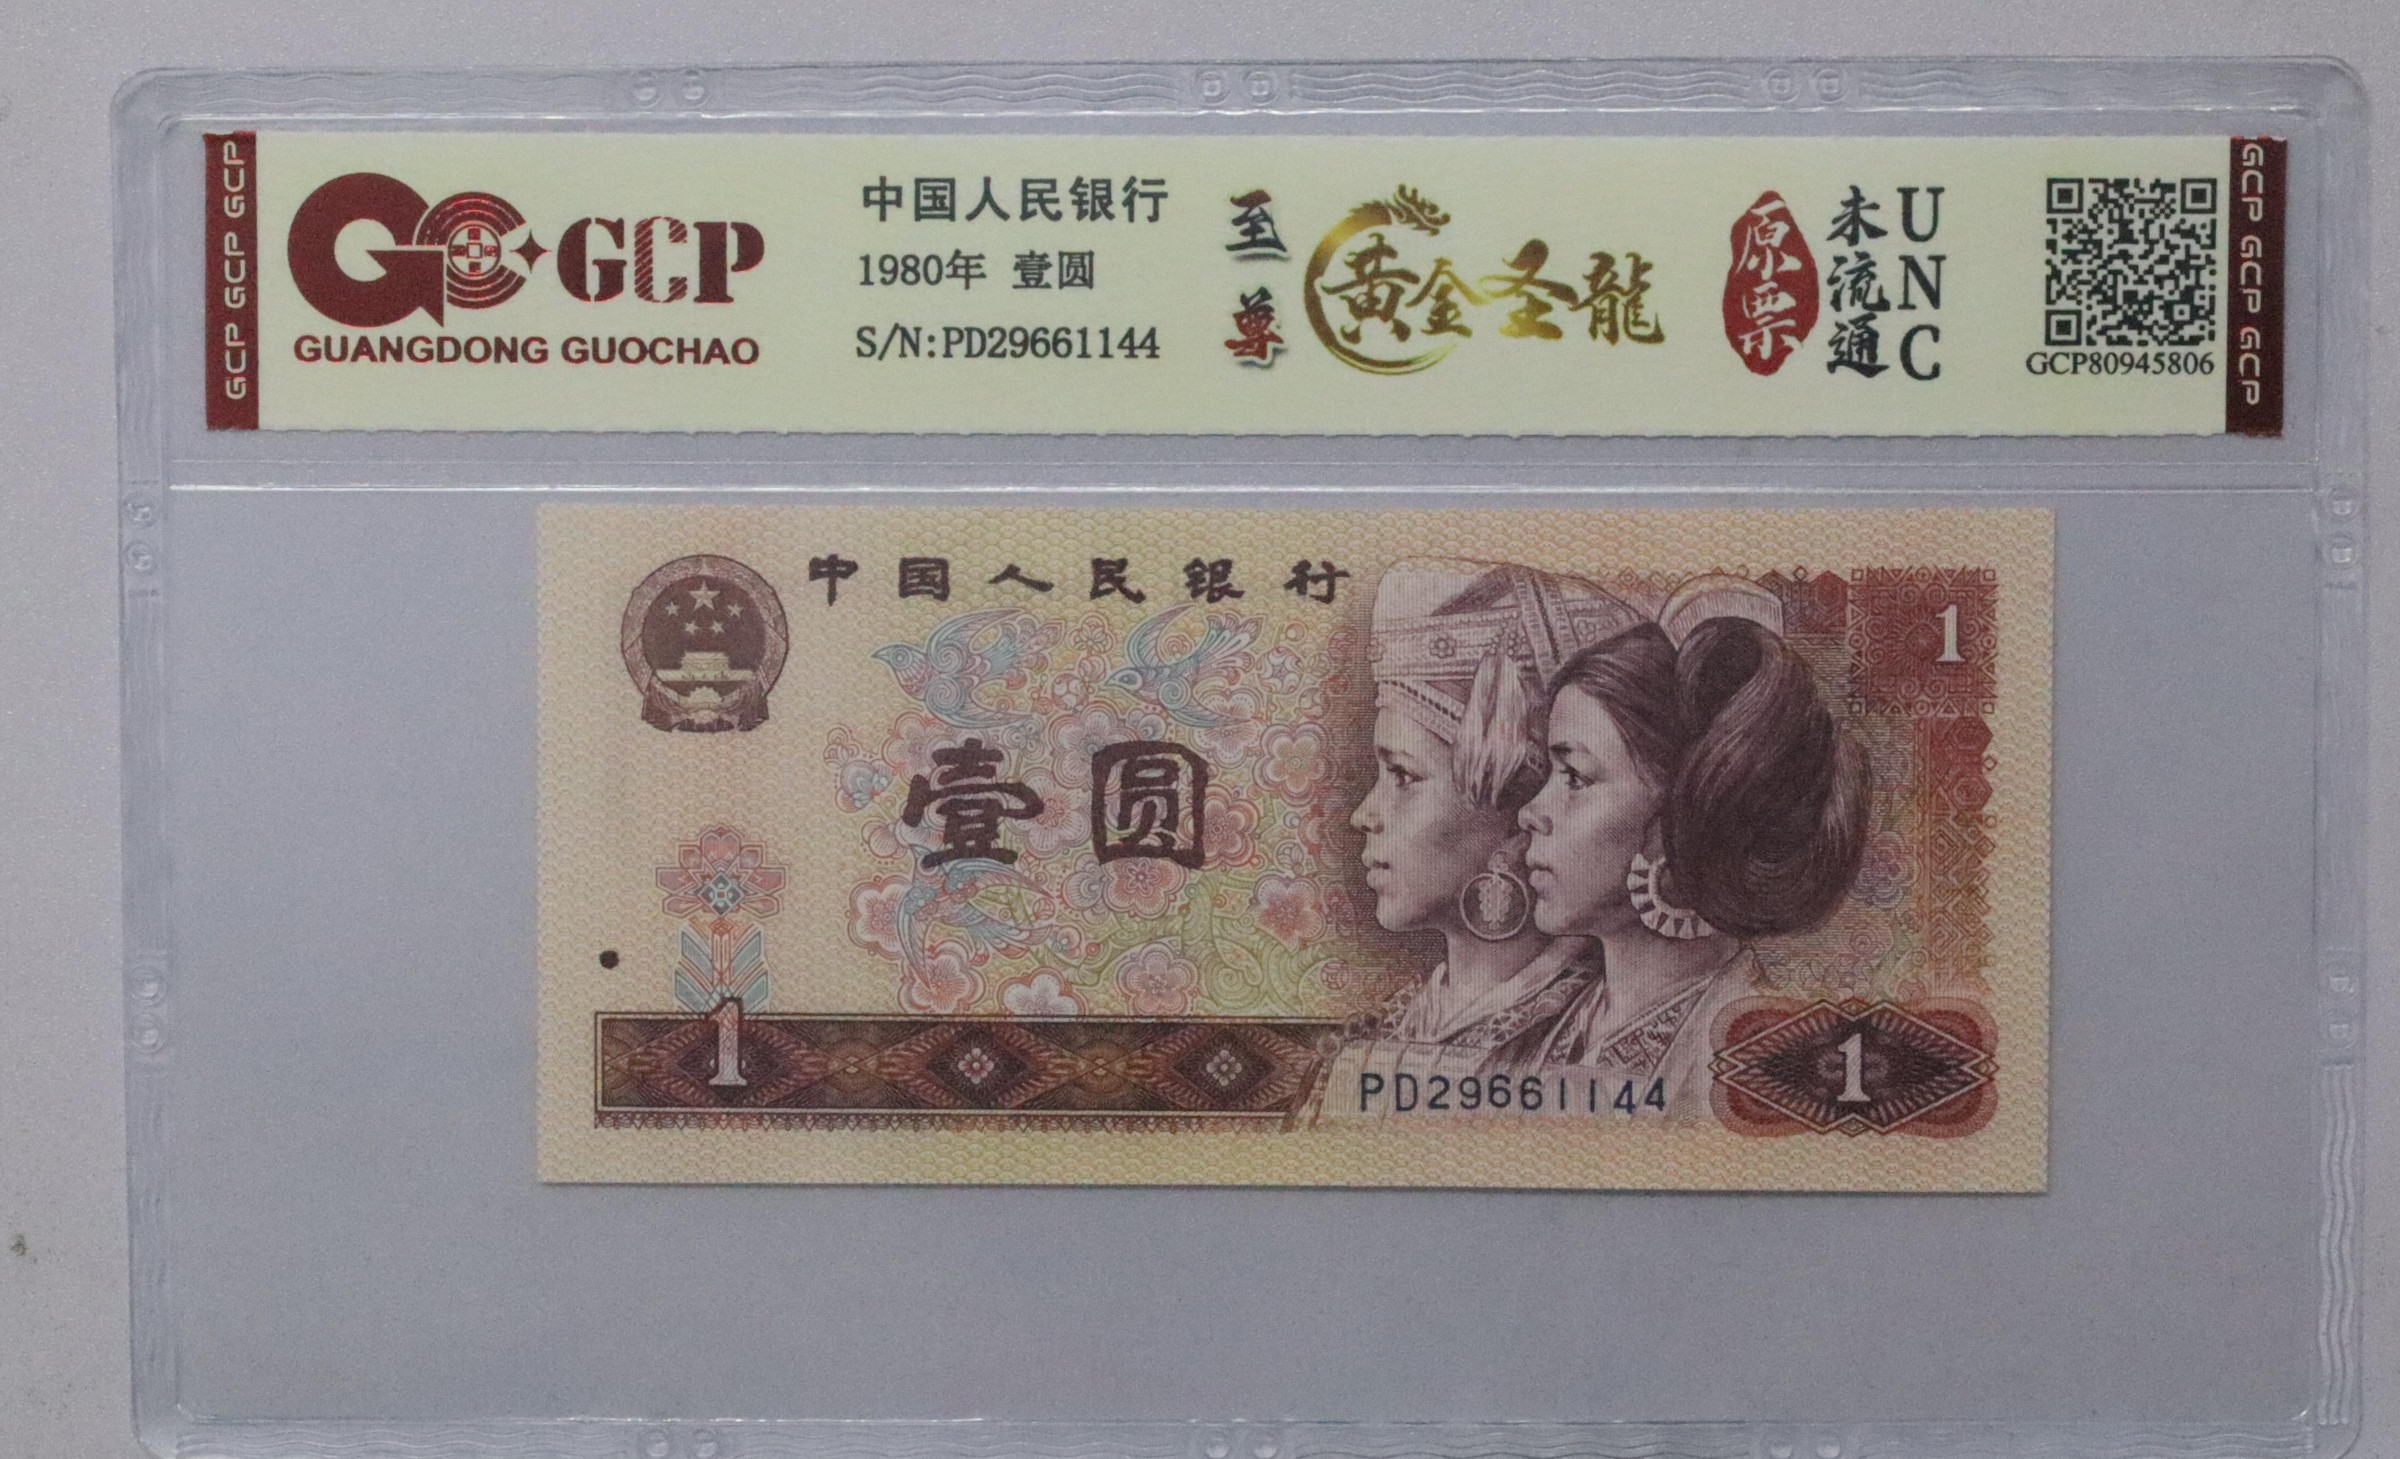 GCP GCP GCP
GCP
GUANGDONG GUOCHAO
中国人民银行
1980年 壹圆
S/N:PD29661144
至尊
黄金圣龍
原票
未流通
UNC
GCP80945806
GCP GCP GCP
中国人民银行
1
壹圆
1
1
PD29661144